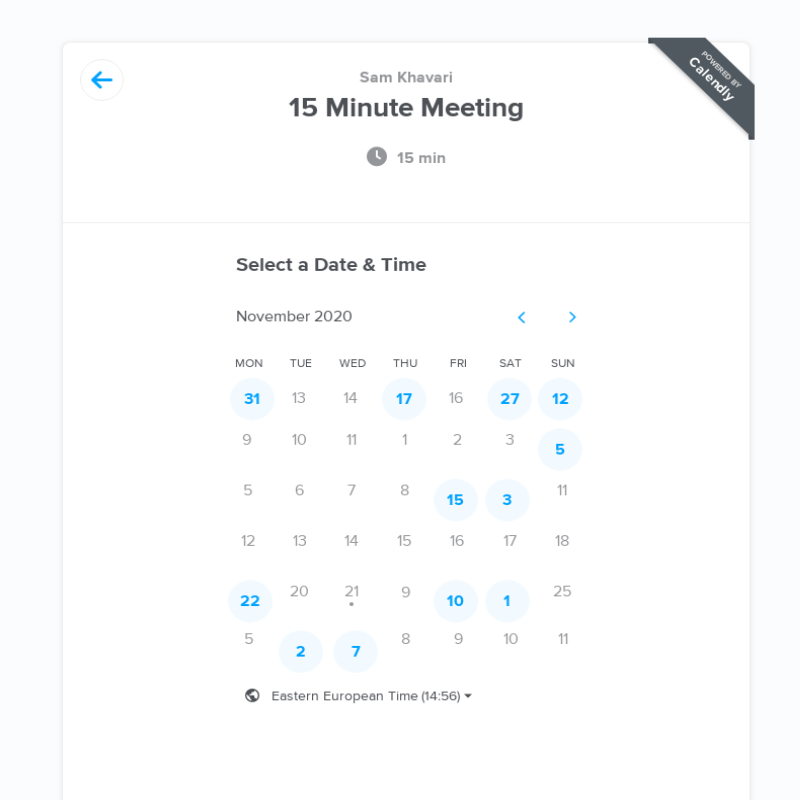 POWERED BY
Calendly
Sam Khavari
15 Minute Meeting
15 min
Select a Date & Time
November 2020
MON TUE WED THU FRI SAT SUN
31 13 14 17 16 27 12
9 10 11 1 2 3 5
5 6 7 8 15 3 11
12 13 14 15 16 17 18
22 20 21 9 10 1 25
5 2 7 8 9 10 11
Eastern European Time (14:56)